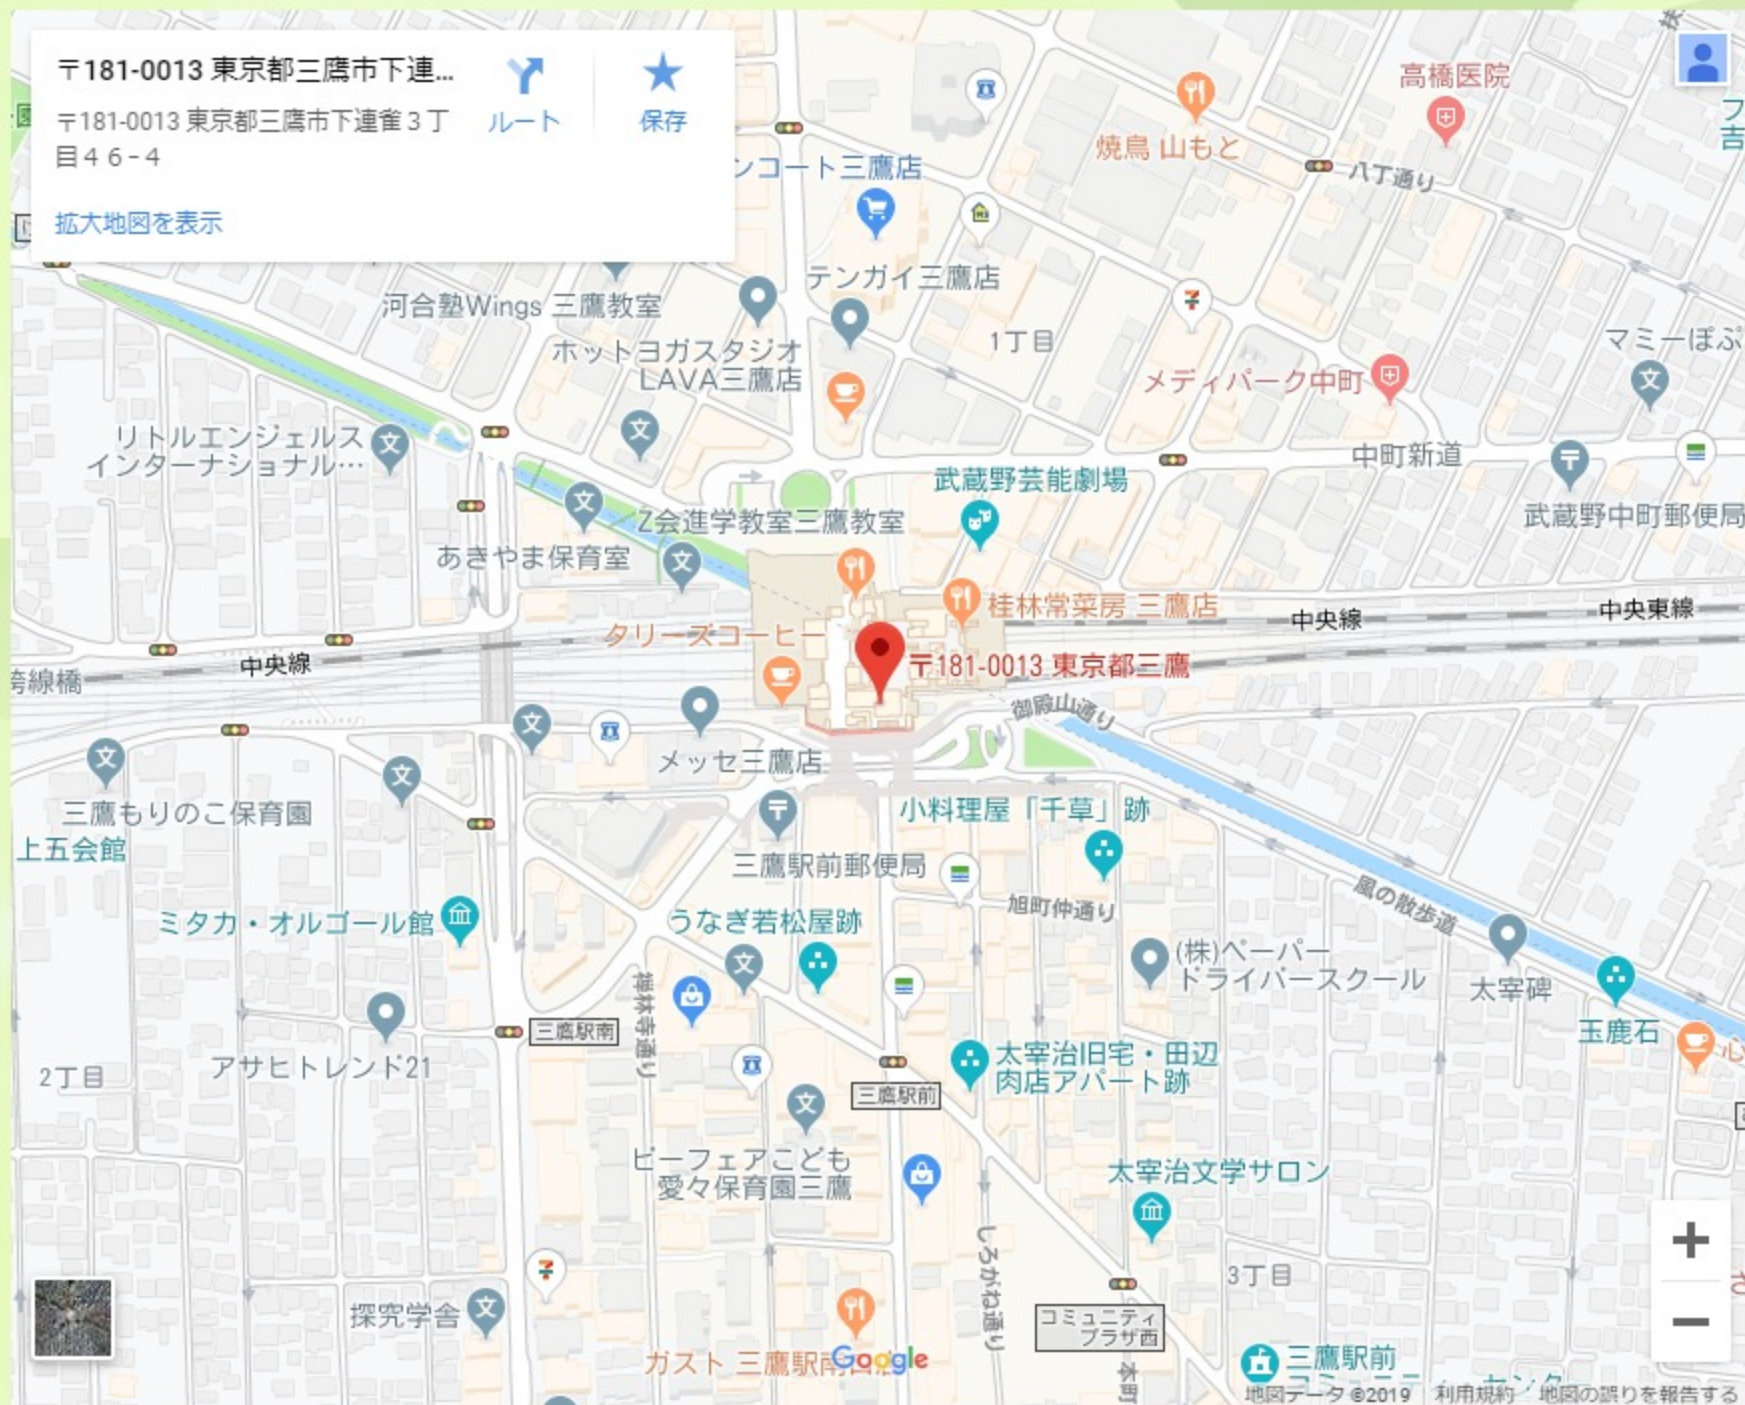 〒181-0013 東京都三鷹市下連...
〒181-0013 東京都三鷹市下連雀３丁
目４６−４
ルート
保存
拡大地図を表示
高橋医院
焼鳥 山もと
八丁通り
ンコート三鷹店
テンガイ三鷹店
河合塾Wings 三鷹教室
1丁目
マミーぽぷ
ホットヨガスタジオ
LAVA三鷹店
メディパーク中町
リトルエンジェルス
インターナショナル…
中町新道
武蔵野芸能劇場
武蔵野中町郵便局
Z会進学教室三鷹教室
あきやま保育室
桂林常菜房 三鷹店
中央線
中央東線
タリーズコーヒー
中央線
〒181-0013 東京都三鷹
跨線橋
御殿山通り
メッセ三鷹店
三鷹もりのこ保育園
小料理屋「千草」跡
上五会館
三鷹駅前郵便局
風の散歩道
旭町仲通り
ミタカ・オルゴール館
うなぎ若松屋跡
(株)ペーパー
ドライバースクール
太宰碑
禅林寺通り
三鷹駅南
玉鹿石
心
太宰治旧宅・田辺
肉店アパート跡
アサヒトレンド21
2丁目
三鷹駅前
ピーフェアこども
愛々保育園三鷹
太宰治文学サロン
しろがね通り
3丁目
探究学舎
コミュニティ
プラザ西
本町
ガスト 三鷹駅南口店
Google
三鷹駅前
コミュニティ・センター
地図データ ©2019
利用規約
地図の誤りを報告する